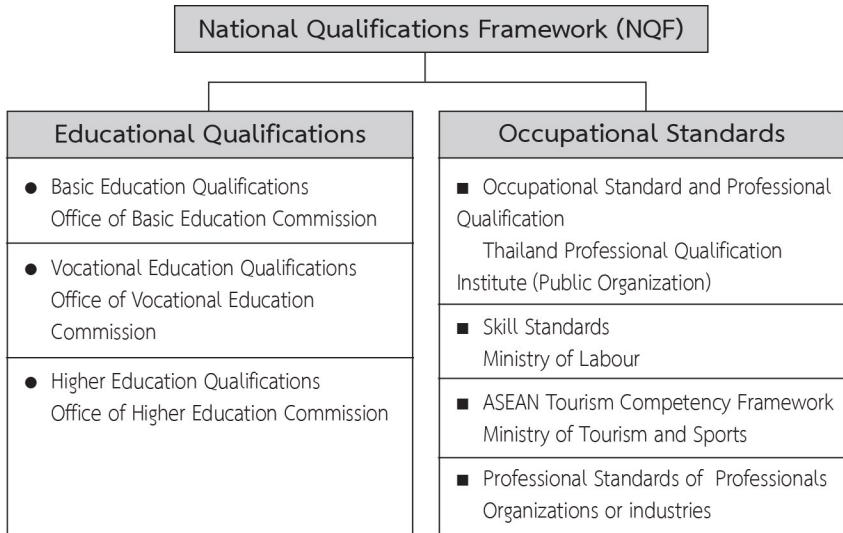 National Qualifications Framework (NQF)
Educational Qualifications
● Basic Education Qualifications
Office of Basic Education Commission
● Vocational Education Qualifications
Office of Vocational Education
Commission
● Higher Education Qualifications
Office of Higher Education Commission
Occupational Standards
■ Occupational Standard and Professional
Qualification
Thailand Professional Qualification
Institute (Public Organization)
■ Skill Standards
Ministry of Labour
■ ASEAN Tourism Competency Framework
Ministry of Tourism and Sports
■ Professional Standards of Professionals
Organizations or industries